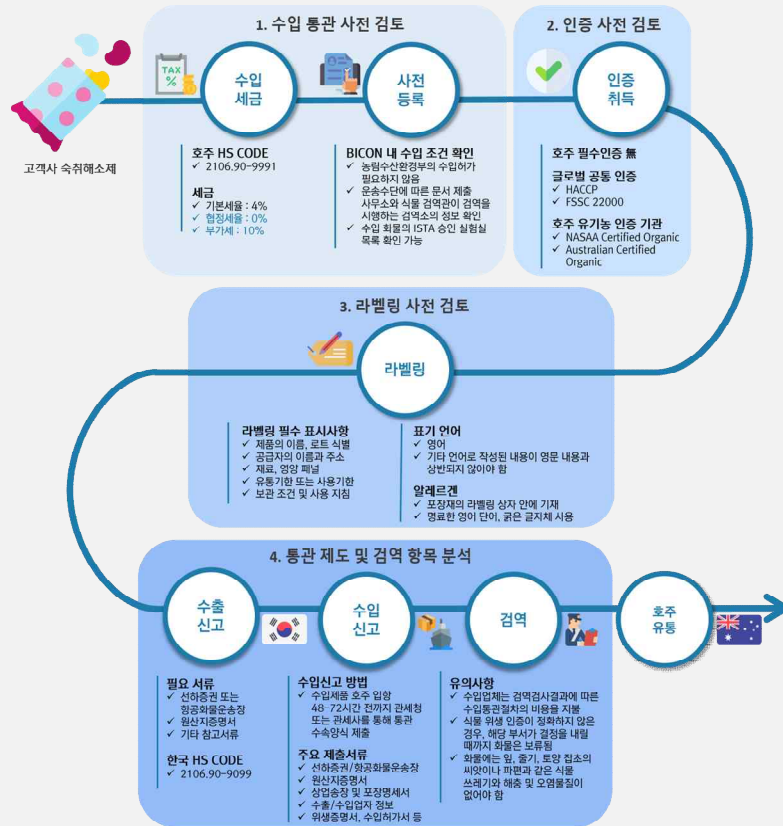 1. 수입 통관 사전 검토
2. 인증 사전 검토
TAX
%
수입
세금
사전
등록
인증
취득
고객사 숙취해소제
호주 HS CODE
✓ 2106.90-9991
세금
✓ 기본세율 : 4%
✓ 협정세율 : 0%
✓ 부가세 : 10%
BICON 내 수입 조건 확인
✓ 농림수산환경부의 수입허가
필요하지 않음
✓ 운송수단에 따른 문서 제출
사무소와 식물 검역관이 검역을
시행하는 검역소의 정보 확인
✓ 수입 화물의 ISTA 승인 실험실
목록 확인 가능
호주 필수인증 無
글로벌 공통 인증
✓ HACCP
✓ FSSC 22000
호주 유기농 인증 기관
✓ NASAA Certified Organic
✓ Australian Certified
Organic
3. 라벨링 사전 검토
라벨링
라벨링 필수 표시사항
✓ 제품의 이름, 로트 식별
✓ 공급자의 이름과 주소
✓ 재료, 영양 패널
✓ 유통기한 또는 사용기한
✓ 보관 조건 및 사용 지침
표기 언어
✓ 영어
✓ 기타 언어로 작성된 내용이 영문 내용과
상반되지 않아야 함
알레르겐
✓ 포장재의 라벨링 상자 안에 기재
✓ 명료한 영어 단어, 굵은 글자체 사용
4. 통관 제도 및 검역 항목 분석
수출
신고
수입
신고
검역
호주
유통
필요 서류
✓ 선하증권 또는
항공화물운송장
✓ 원산지증명서
✓ 기타 참고서류
한국 HS CODE
✓ 2106.90-9099
수입신고 방법
✓ 수입제품 호주 입항
48-72시간 전까지 관세청
또는 관세사를 통해 통관
수속양식 제출
주요 제출서류
✓ 선하증권/항공화물운송장
✓ 원산지증명서
✓ 상업송장 및 포장명세서
✓ 수출/수입업자 정보
✓ 위생증명서, 수입허가서 등
유의사항
✓ 수입업체는 검역검사결과에 따른
수입통관절차의 비용을 지불
✓ 식물 위생 인증이 정확하지 않은
경우, 해당 부서가 결정을 내릴
때까지 화물은 보류됨
✓ 화물에는 잎, 줄기, 토양 잡초의
씨앗이나 파편과 같은 식물
쓰레기와 해충 및 오염물질이
없어야 함